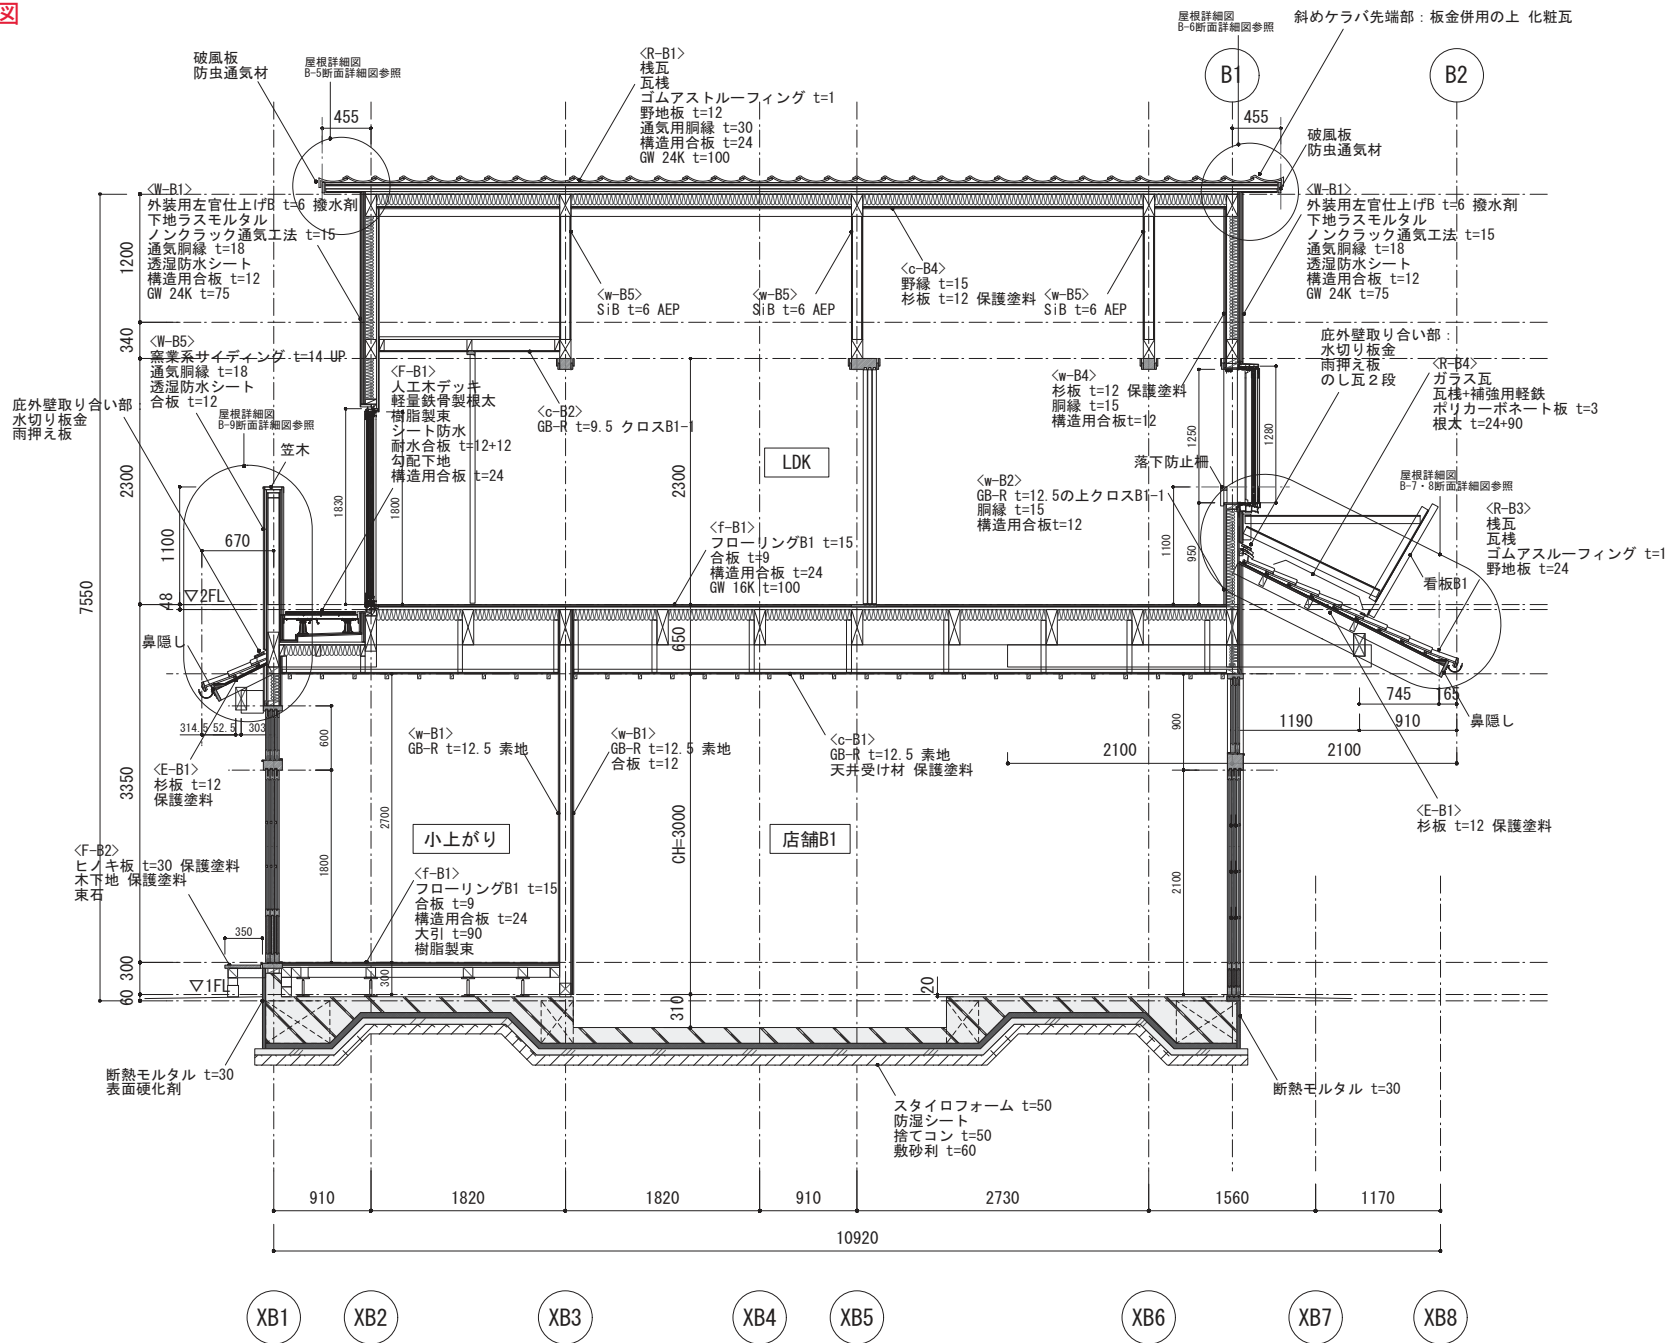 図
破風板
防虫通気材
屋根詳細図
B-5断面詳細図参照
455
<R-B1>
桟瓦
瓦桟
ゴムアストルーフィング t=1
野地板 t=12
通気用胴縁 t=30
構造用合板 t=24
GW 24K t=100
屋根詳細図
B-6断面詳細図参照
斜めケラバ先端部：板金併用の上 化粧瓦
B1
B2
455
破風板
防虫通気材
<W-B1>
外装用左官仕上げB t=6 撥水剤
下地ラスモルタル
ノンクラック通気工法 t=15
通気胴縁 t=18
透湿防水シート
構造用合板 t=12
GW 24K t=75
<W-B1>
外装用左官仕上げB t=6 撥水剤
下地ラスモルタル
ノンクラック通気工法 t=15
通気胴縁 t=18
透湿防水シート
構造用合板 t=12
GW 24K t=75
1200
340
2300
1100
48
7550
3350
300
60
<w-B5>
SiB t=6 AEP
<w-B5>
SiB t=6 AEP
<c-B4>
野縁 t=15
杉板 t=12 保護塗料
<w-B5>
SiB t=6 AEP
<W-B5>
窯業系サイディング t=14 UP
通気胴縁 t=18
透湿防水シート
合板 t=12
庇外壁取り合い部：
水切り板金
雨押え板
屋根詳細図
B-9断面詳細図参照
笠木
<F-B1>
人工木デッキ
軽量鉄骨製根太
樹脂製束
シート防水
耐水合板 t=12+12
勾配下地
構造用合板 t=24
<c-B2>
GB-R t=9.5 クロスB1-1
LDK
<w-B4>
杉板 t=12 保護塗料
胴縁 t=15
構造用合板t=12
庇外壁取り合い部：
水切り板金
雨押え板
のし瓦２段
<R-B4>
ガラス瓦
瓦桟+補強用軽鉄
ポリカーボネート板 t=3
根太 t=24+90
1250
1280
落下防止柵
<w-B2>
GB-R t=12.5の上クロスB1-1
胴縁 t=15
構造用合板t=12
屋根詳細図
B-7・8断面詳細図参照
<R-B3>
桟瓦
瓦桟
ゴムアスルーフィング t=1
野地板 t=24
看板B1
670
1830
1800
2300
<f-B1>
フローリングB1 t=15
合板 t=9
構造用合板 t=24
GW 16K t=100
1100
950
▽2FL
鼻隠し
650
314.5
52.5
303
600
745
65
1190
910
鼻隠し
900
2100
2100
<w-B1>
GB-R t=12.5 素地
<w-B1>
GB-R t=12.5 素地
合板 t=12
<c-B1>
GB-R t=12.5 素地
天井受け材 保護塗料
<E-B1>
杉板 t=12
保護塗料
<E-B1>
杉板 t=12 保護塗料
2700
小上がり
CH=3000
店舗B1
1800
2100
<F-B2>
ヒノキ板 t=30 保護塗料
木下地 保護塗料
束石
<f-B1>
フローリングB1 t=15
合板 t=9
構造用合板 t=24
大引 t=90
樹脂製束
350
300
▽1FL
310
20
断熱モルタル t=30
表面硬化剤
スタイロフォーム t=50
防湿シート
捨てコン t=50
敷砂利 t=60
断熱モルタル t=30
910
1820
1820
910
2730
1560
1170
10920
XB1
XB2
XB3
XB4
XB5
XB6
XB7
XB8